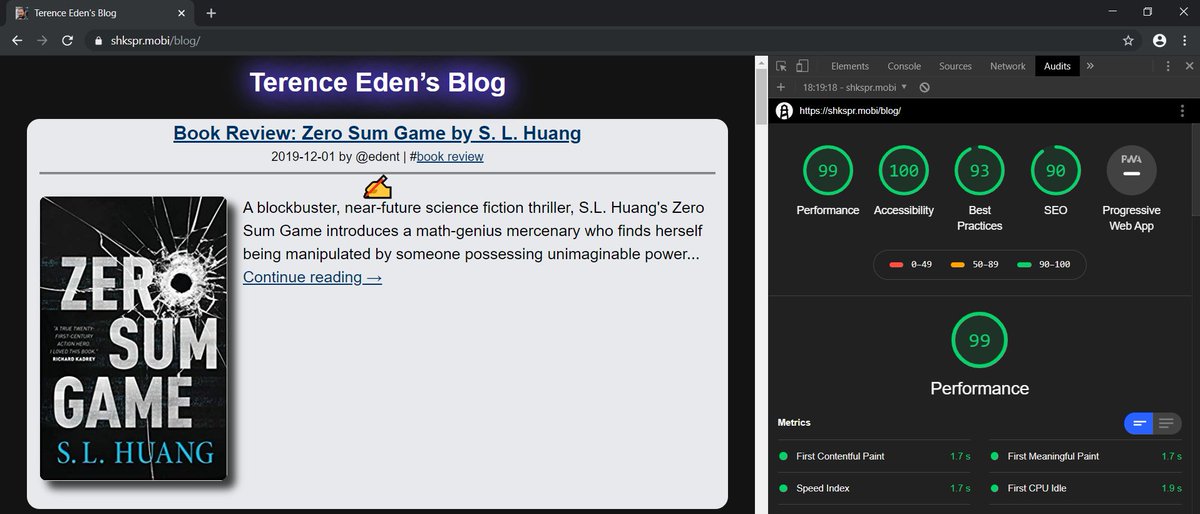 Terence Eden's Blog
shkspr.mobi/blog/
Terence Eden’s Blog
Book Review: Zero Sum Game by S. L. Huang
2019-12-01 by @edent | #book review
A blockbuster, near-future science fiction thriller, S.L. Huang's Zero
Sum Game introduces a math-genius mercenary who finds herself
being manipulated by someone possessing unimaginable power...
Continue reading →
ZERO
"A TRUE TWENTY-
FIRST-CENTURY
ACTION HERO.
I LOVED THIS BOOK."
RICHARD KADREY
SUM
GAME
S. L. HUANG
Elements Console Sources Network Audits »
18:19:18 - shkspr.mobi
https://shkspr.mobi/blog/
99 100 93 90 PWA
Performance Accessibility Best Practices SEO Progressive Web App
0–49 50–89 90–100
99
Performance
Metrics
First Contentful Paint 1.7 s First Meaningful Paint 1.7 s
Speed Index 1.7 s First CPU Idle 1.9 s